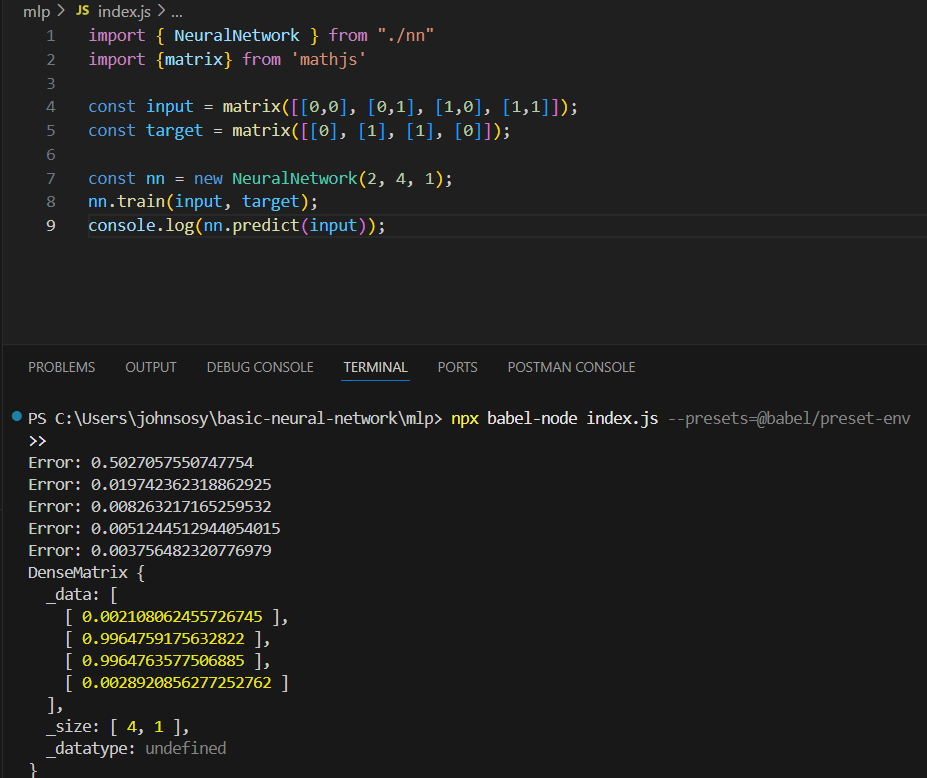 mlp > JS index.js > ...
1 import { NeuralNetwork } from "./nn"
2 import {matrix} from 'mathjs'
3
4 const input = matrix([[0,0], [0,1], [1,0], [1,1]]);
5 const target = matrix([[0], [1], [1], [0]]);
6
7 const nn = new NeuralNetwork(2, 4, 1);
8 nn.train(input, target);
9 console.log(nn.predict(input));
PROBLEMS OUTPUT DEBUG CONSOLE TERMINAL PORTS POSTMAN CONSOLE
PS C:\Users\johnsosy\basic-neural-network\mlp> npx babel-node index.js --presets=@babel/preset-env
>>
Error: 0.5027057550747754
Error: 0.019742362318862925
Error: 0.008263217165259532
Error: 0.0051244512944054015
Error: 0.003756482320776979
DenseMatrix {
  _data: [
    [ 0.002108062455726745 ],
    [ 0.9964759175632822 ],
    [ 0.9964763577506885 ],
    [ 0.0028920856277252762 ]
  ],
  _size: [ 4, 1 ],
  _datatype: undefined
}